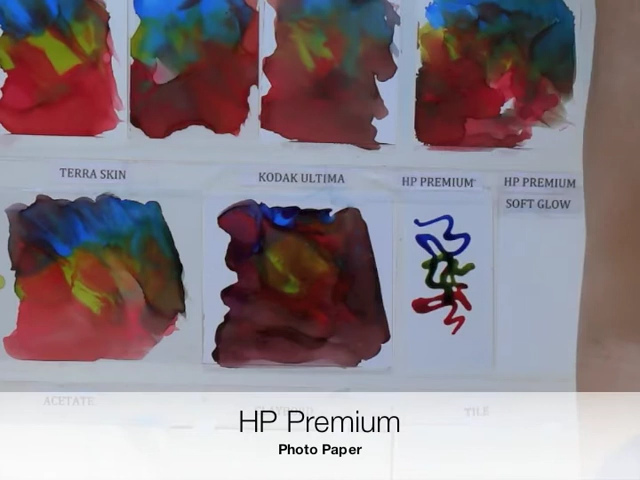 TERRA SKIN
KODAK ULTIMA
HP PREMIUM
HP PREMIUM
SOFT GLOW
ACETATE
TILE
HP Premium
Photo Paper